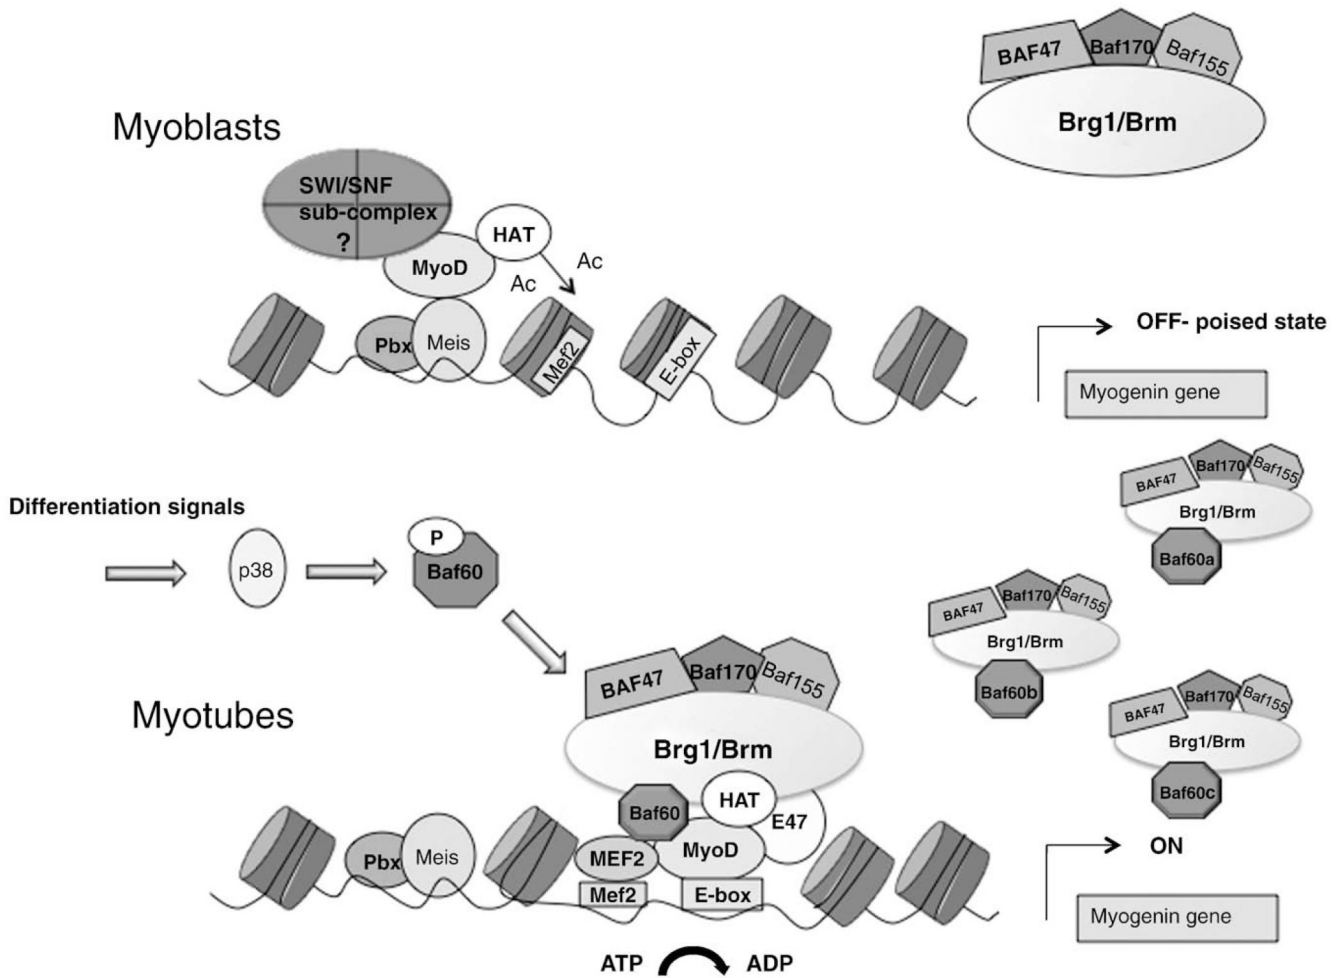 BAF47
Baf170
Baf155
Brg1/Brm
Myoblasts
SWI/SNF
sub-complex
?
HAT
MyoD
Ac
Ac
Pbx
Meis
Mef2
E-box
OFF- poised state
Myogenin gene
BAF47
Baf170
Baf155
Brg1/Brm
Baf60a
Differentiation signals
p38
P
Baf60
BAF47
Baf170
Baf155
Brg1/Brm
Baf60b
BAF47
Baf170
Baf155
Brg1/Brm
Baf60c
Myotubes
BAF47
Baf170
Baf155
Brg1/Brm
Baf60
HAT
E47
MEF2
MyoD
Pbx
Meis
Mef2
E-box
ON
Myogenin gene
ATP
ADP